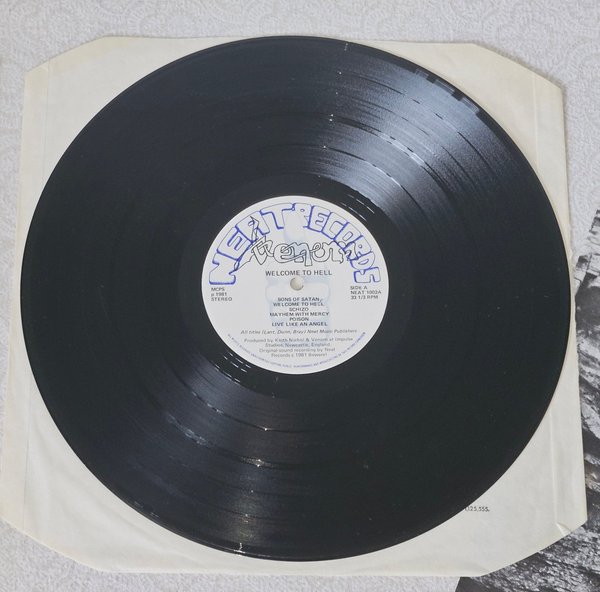 NEAT RECORDS
Venom
WELCOME TO HELL
MCPS
p 1981
STEREO
SIDE A
NEAT 1002A
33 1/3 RPM
SONS OF SATAN
WELCOME TO HELL
SCHIZO
MAYHEM WITH MERCY
POISON
LIVE LIKE AN ANGEL
All titles (Lant, Dunn, Bray) Neat Music Publishers
Produced by Keith Nichol & Venom at Impulse
Studios, Newcastle, England.
Original sound recording by Neat
Records c 1981 Beware!